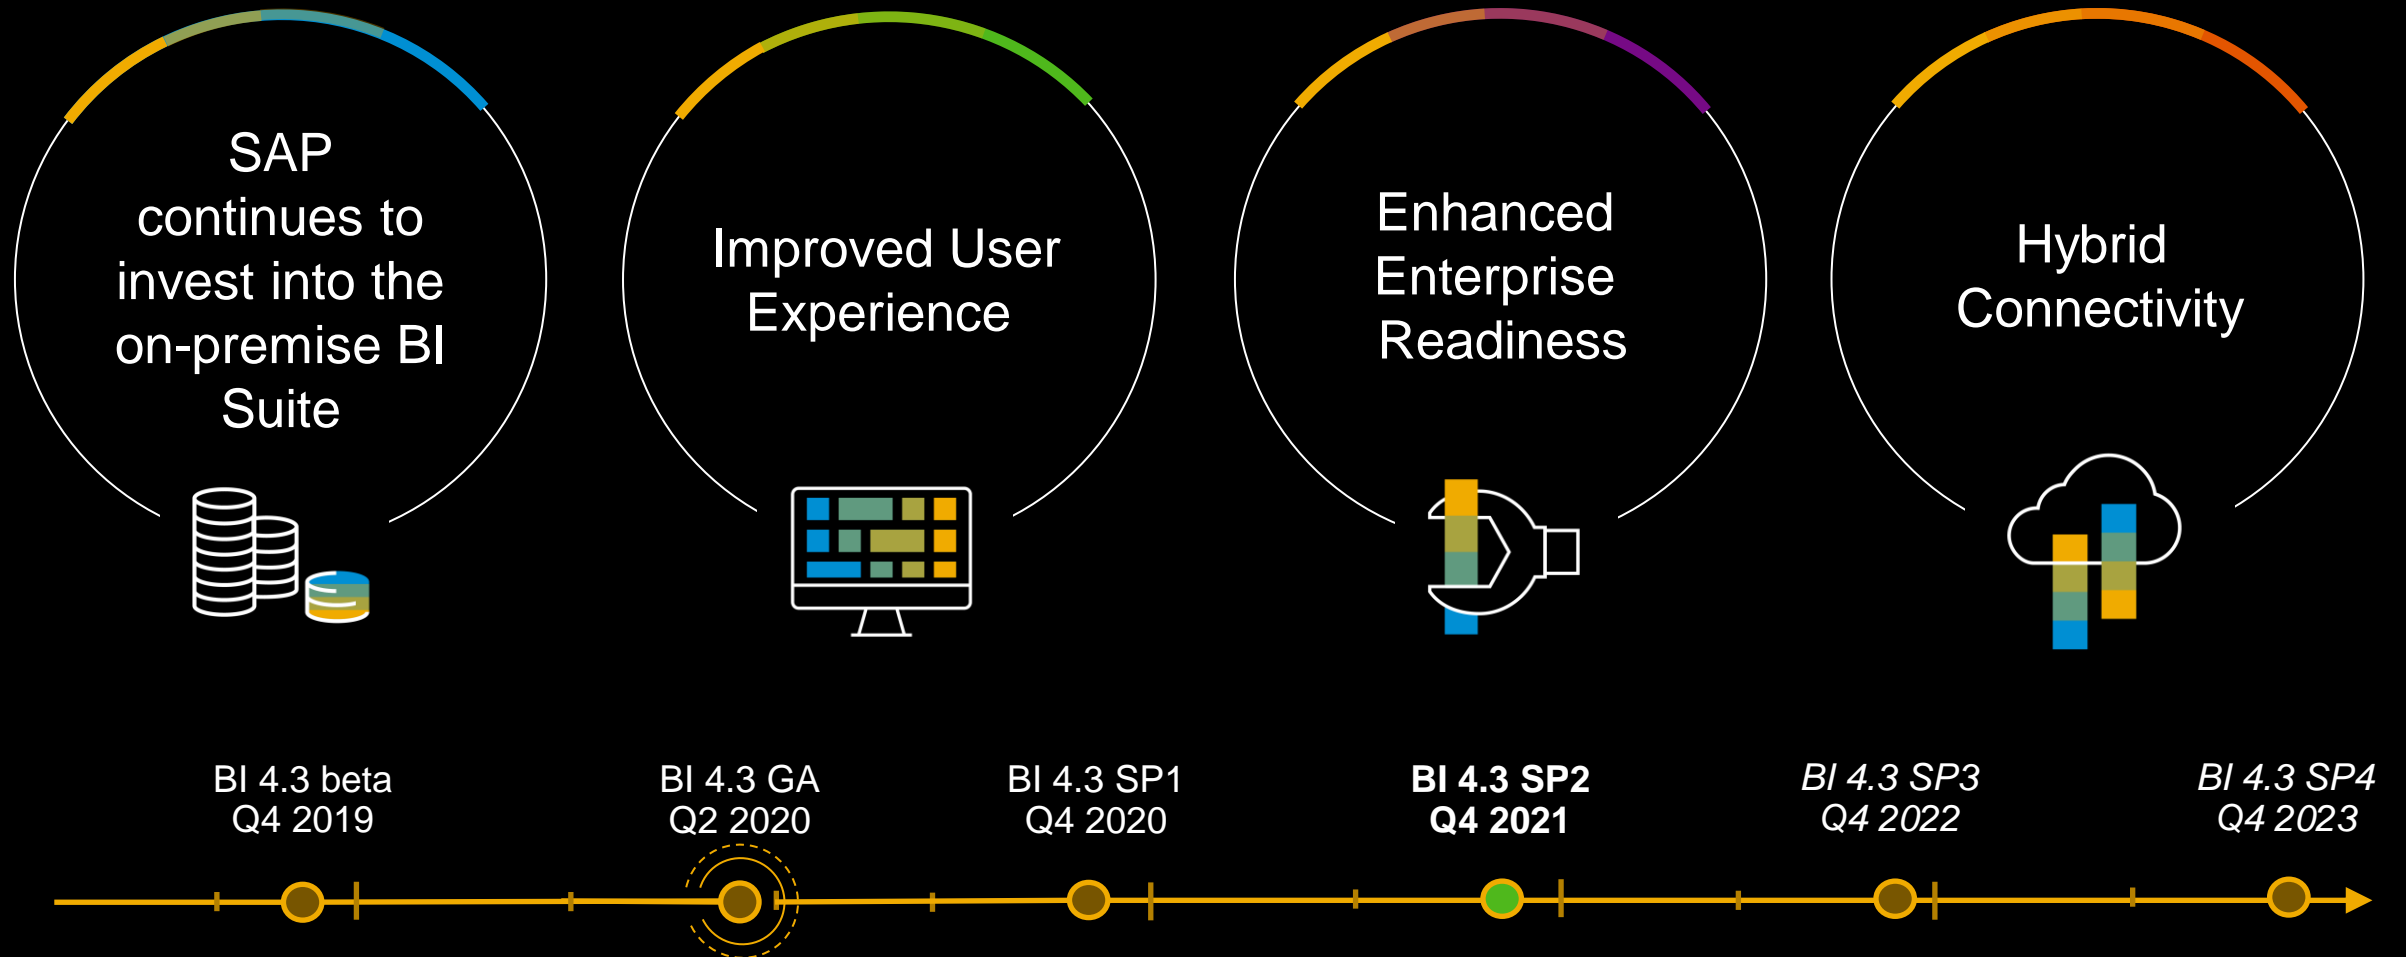 SAP
continues to
invest into the
on-premise BI
Suite
Improved User
Experience
Enhanced
Enterprise
Readiness
Hybrid
Connectivity
BI 4.3 beta
Q4 2019
BI 4.3 GA
Q2 2020
BI 4.3 SP1
Q4 2020
BI 4.3 SP2
Q4 2021
BI 4.3 SP3
Q4 2022
BI 4.3 SP4
Q4 2023